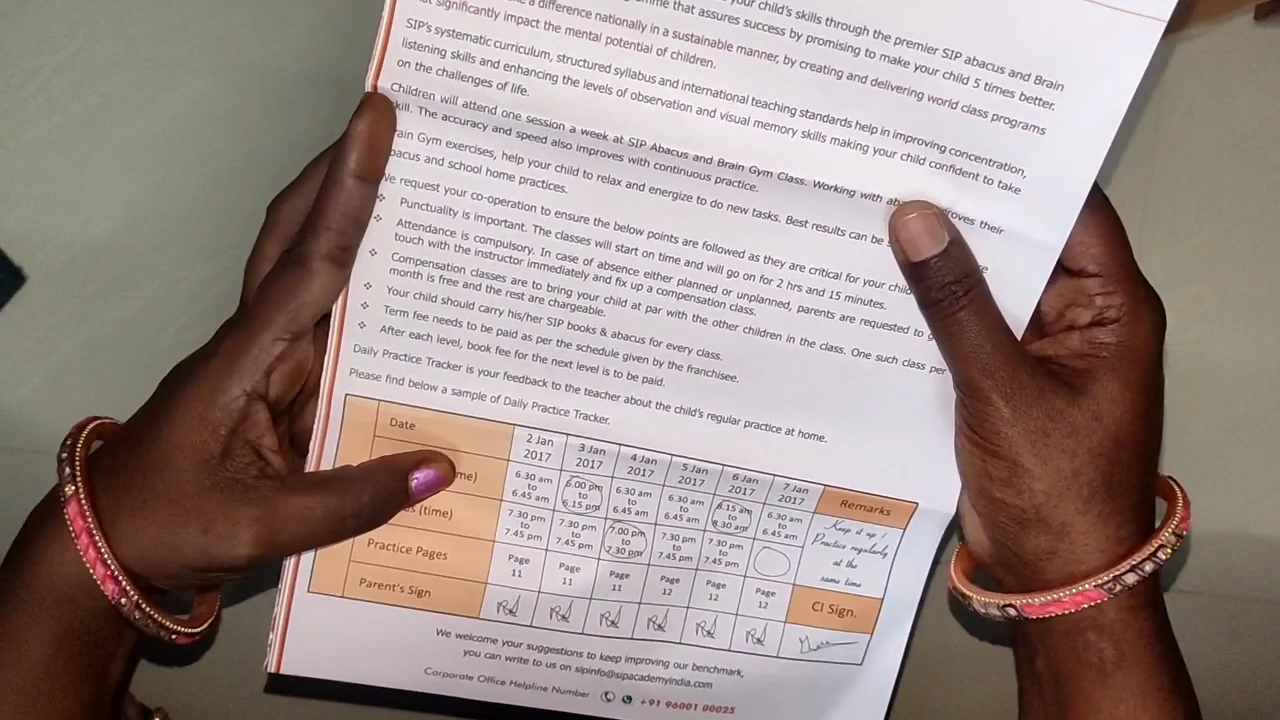 your child's skills through the premier SIP abacus and Brain
that assures success by promising to make your child 5 times better.
a difference nationally in a sustainable manner, by creating and delivering world class programs
significantly impact the mental potential of children.
SIP's systematic curriculum, structured syllabus and international teaching standards help in improving concentration,
listening skills and enhancing the levels of observation and visual memory skills making your child confident to take
on the challenges of life.
Children will attend one session a week at SIP Abacus and Brain Gym Class. Working with their
skill. The accuracy and speed also improves with continuous practice.
Gym exercises, help your child to relax and energize to do new tasks. Best results can be
and school home practices.
We request your co-operation to ensure the below points are followed as they are critical for your
❖ Punctuality is important. The classes will start on time and will go on for 2 hrs and 15 minutes.
❖ Attendance is compulsory. In case of absence either planned or unplanned, parents are requested to
touch with the instructor immediately and fix up a compensation class.
❖ Compensation classes are to bring your child at par with the other children in the class. One such class per
month is free and the rest are chargeable.
❖ Your child should carry his/her SIP books & abacus for every class.
❖ Term fee needs to be paid as per the schedule given by the franchisee.
❖ After each level, book fee for the next level is to be paid.
Daily Practice Tracker is your feedback to the teacher about the child's regular practice at home.
Please find below a sample of Daily Practice Tracker.
Date 2 Jan 2017 3 Jan 2017 4 Jan 2017 5 Jan 2017 6 Jan 2017 7 Jan 2017 Remarks
6.30 am to 6.45 am 6.00 pm to 6.15 pm 6.30 am to 6.45 am 6.30 am to 6.45 am 8.15 am to 8.30 am 6.30 am to 6.45 am Keep it up! Practice regularly at the same time
(time) 7.30 pm to 7.45 pm 7.30 pm to 7.45 pm 7.00 pm to 7.30 pm 7.30 pm to 7.45 pm 7.30 pm to 7.45 pm
Practice Pages Page 11 Page 11 Page 11 Page 12 Page 12 Page 12 CI Sign.
Parent's Sign
We welcome your suggestions to keep improving our benchmark,
you can write to us on sipinfo@sipacademyindia.com
Corporate Office Helpline Number : +91 96001 00025